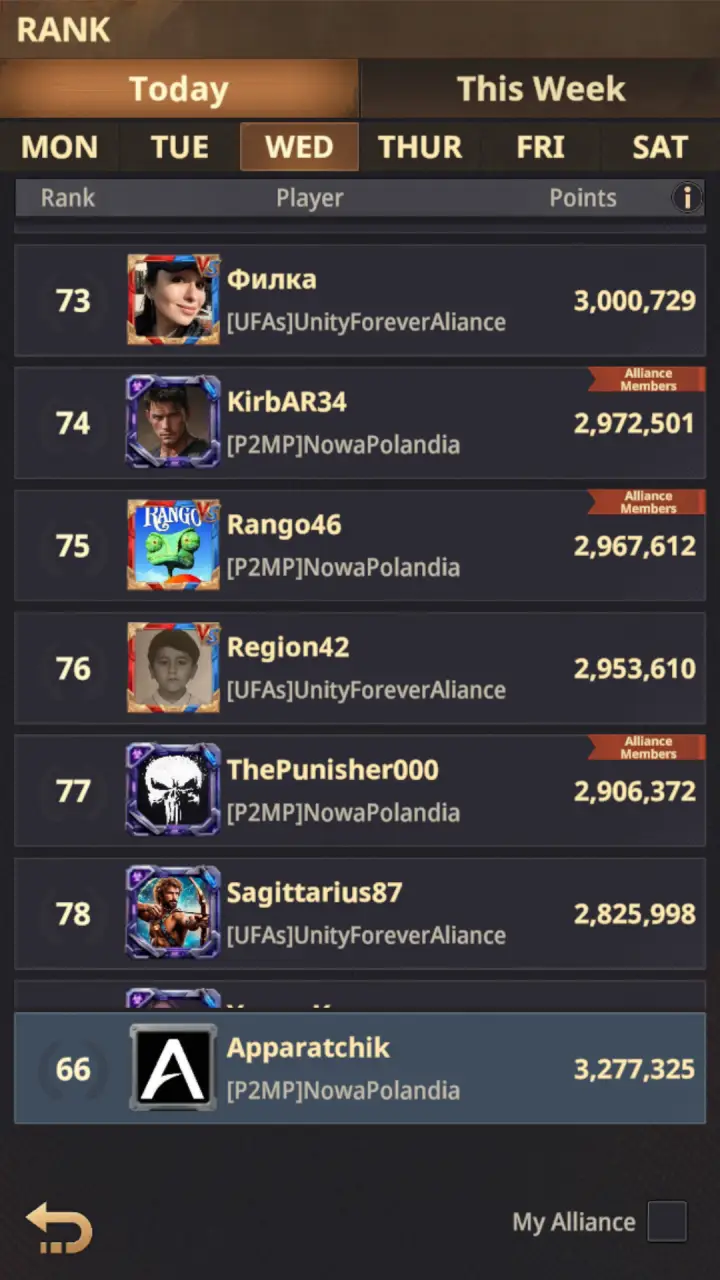 RANK
Today
This Week
MON TUE WED THUR FRI SAT
Rank Player Points i
73 Филка 3,000,729
[UFAs]UnityForeverAliance
Alliance Members
74 KirbAR34 2,972,501
[P2MP]NowaPolandia
Alliance Members
75 RANGO Rango46 2,967,612
[P2MP]NowaPolandia
76 Region42 2,953,610
[UFAs]UnityForeverAliance
Alliance Members
77 ThePunisher000 2,906,372
[P2MP]NowaPolandia
78 Sagittarius87 2,825,998
[UFAs]UnityForeverAliance
66 A Apparatchik 3,277,325
[P2MP]NowaPolandia
My Alliance